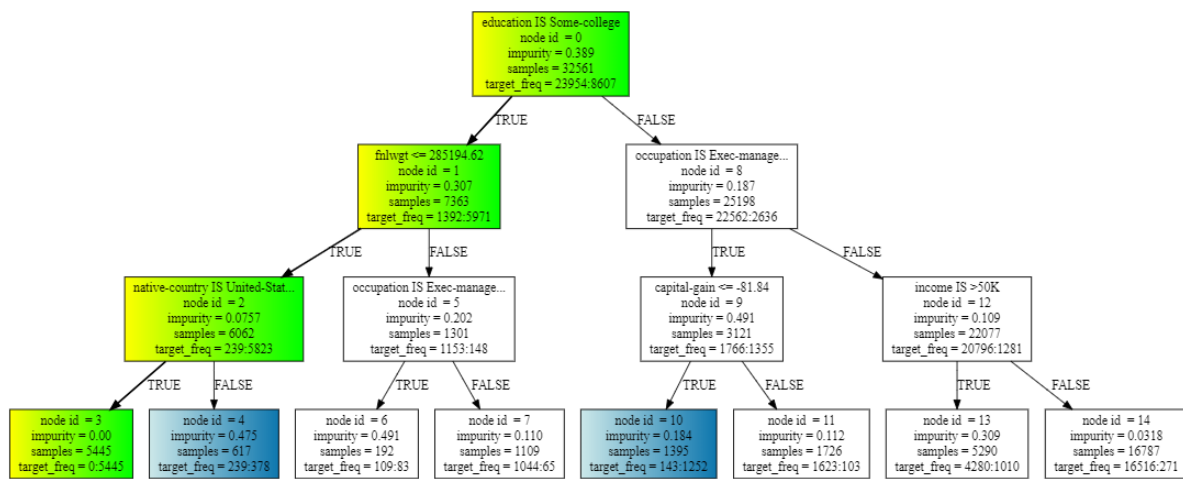 education IS Some-college
node id = 0
impurity = 0.389
samples = 32561
target_freq = 23954:8607
TRUE
FALSE
fnlwgt <= 285194.62
node id = 1
impurity = 0.307
samples = 7363
target_freq = 1392:5971
occupation IS Exec-manage...
node id = 8
impurity = 0.187
samples = 25198
target_freq = 22562:2636
TRUE
FALSE
TRUE
FALSE
native-country IS United-Stat...
node id = 2
impurity = 0.0757
samples = 6062
target_freq = 239:5823
occupation IS Exec-manage...
node id = 5
impurity = 0.202
samples = 1301
target_freq = 1153:148
capital-gain <= -81.84
node id = 9
impurity = 0.491
samples = 3121
target_freq = 1766:1355
income IS >50K
node id = 12
impurity = 0.109
samples = 22077
target_freq = 20796:1281
TRUE
FALSE
TRUE
FALSE
TRUE
FALSE
TRUE
FALSE
node id = 3
impurity = 0.00
samples = 5445
target_freq = 0:5445
node id = 4
impurity = 0.475
samples = 617
target_freq = 239:378
node id = 6
impurity = 0.491
samples = 192
target_freq = 109:83
node id = 7
impurity = 0.110
samples = 1109
target_freq = 1044:65
node id = 10
impurity = 0.184
samples = 1395
target_freq = 143:1252
node id = 11
impurity = 0.112
samples = 1726
target_freq = 1623:103
node id = 13
impurity = 0.309
samples = 5290
target_freq = 4280:1010
node id = 14
impurity = 0.0318
samples = 16787
target_freq = 16516:271